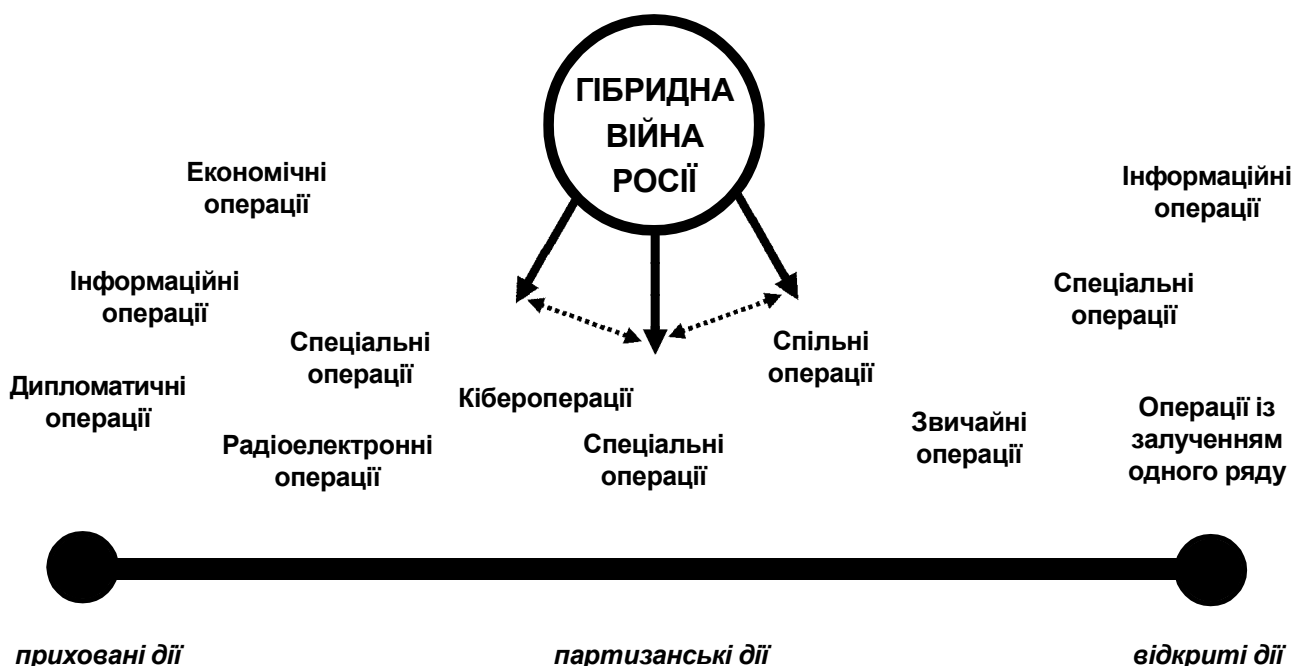 ГІБРИДНА
ВІЙНА
РОСІЇ
Економічні
операції
Інформаційні
операції
Інформаційні
операції
Спеціальні
операції
Спеціальні
операції
Спільні
операції
Дипломатичні
операції
Кібероперації
Звичайні
операції
Операції із
залученням
одного ряду
Радіоелектронні
операції
Спеціальні
операції
приховані дії
партизанські дії
відкриті дії